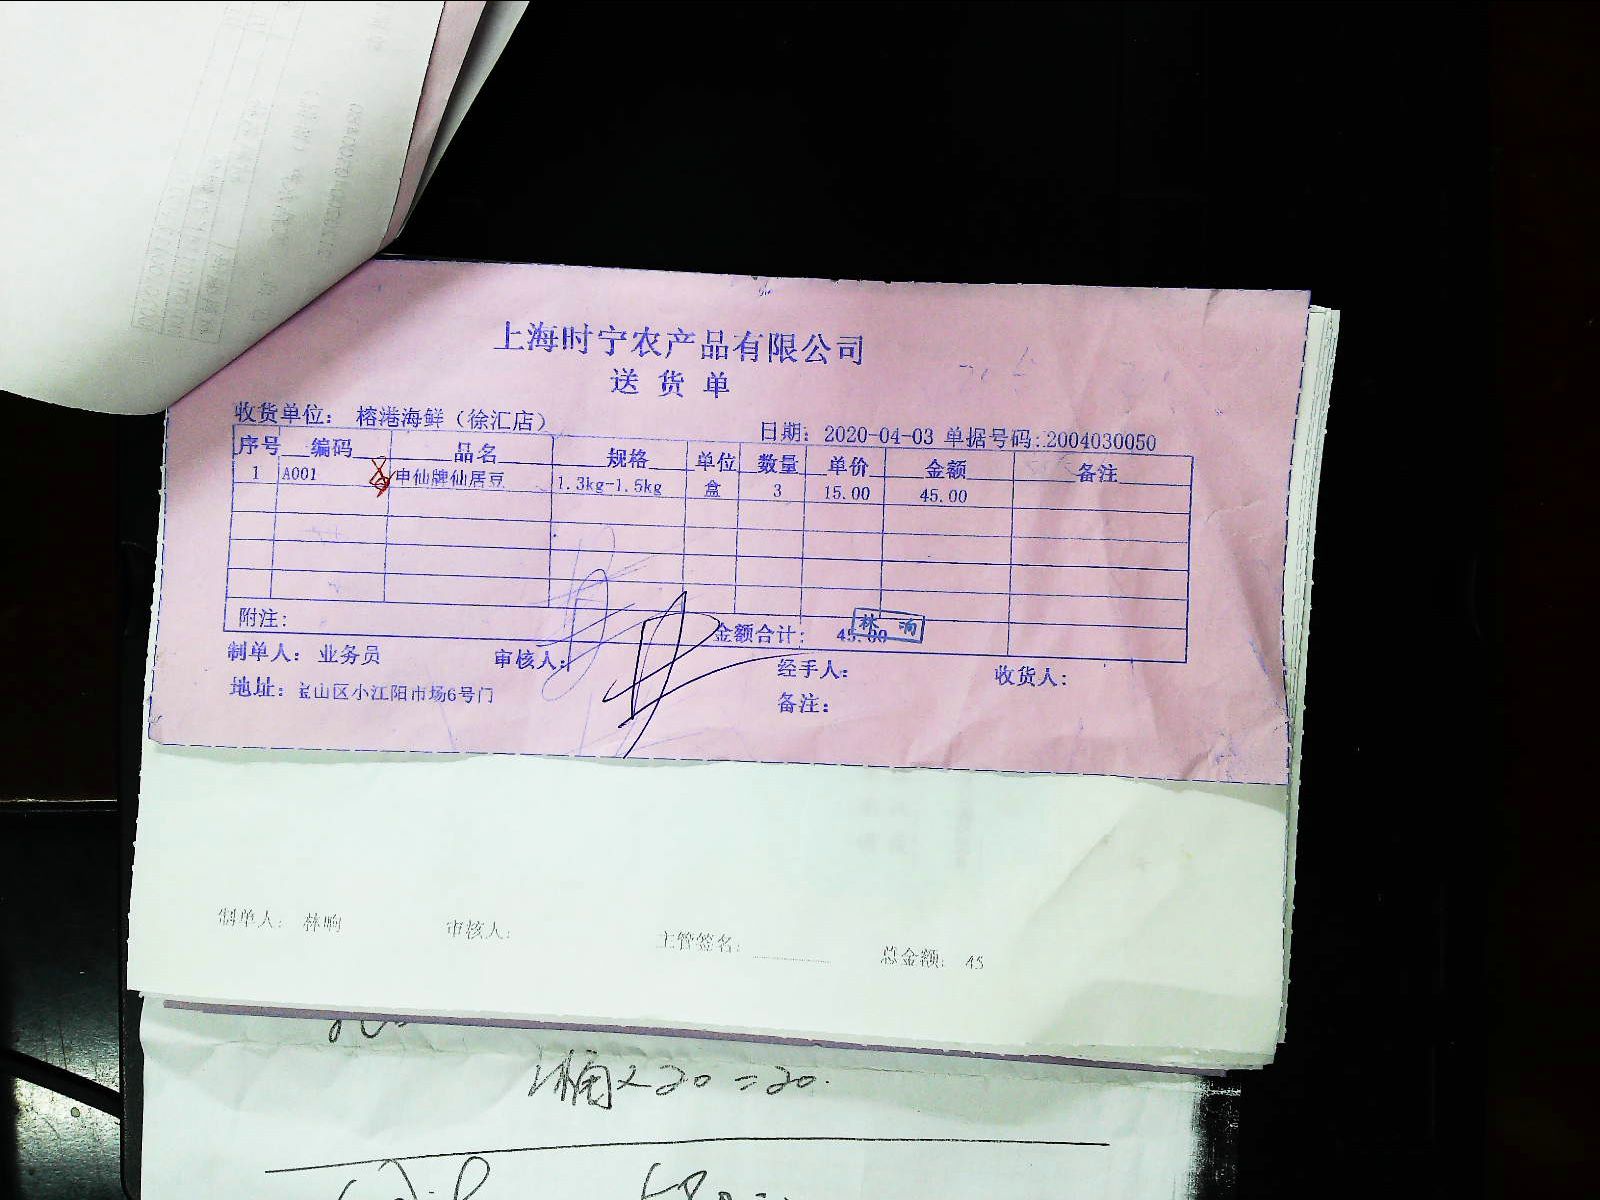 上海时宁农产品有限公司
送货单
收货单位: 榕港海鲜（徐汇店） 日期: 2020-04-03 单据号码:2004030050
序号 编码 品名 规格 单位 数量 单价 金额 备注
1 A001 申仙牌仙居豆 1.3kg-1.5kg 盒 3 15.00 45.00
附注: 金额合计: 45.00
林 响
制单人: 业务员 审核人: 经手人: 收货人:
地址: 宝山区小江阳市场6号门 备注:
制单人: 林响 审核人: 主管签名: 总金额: 45
1桶×20=20.